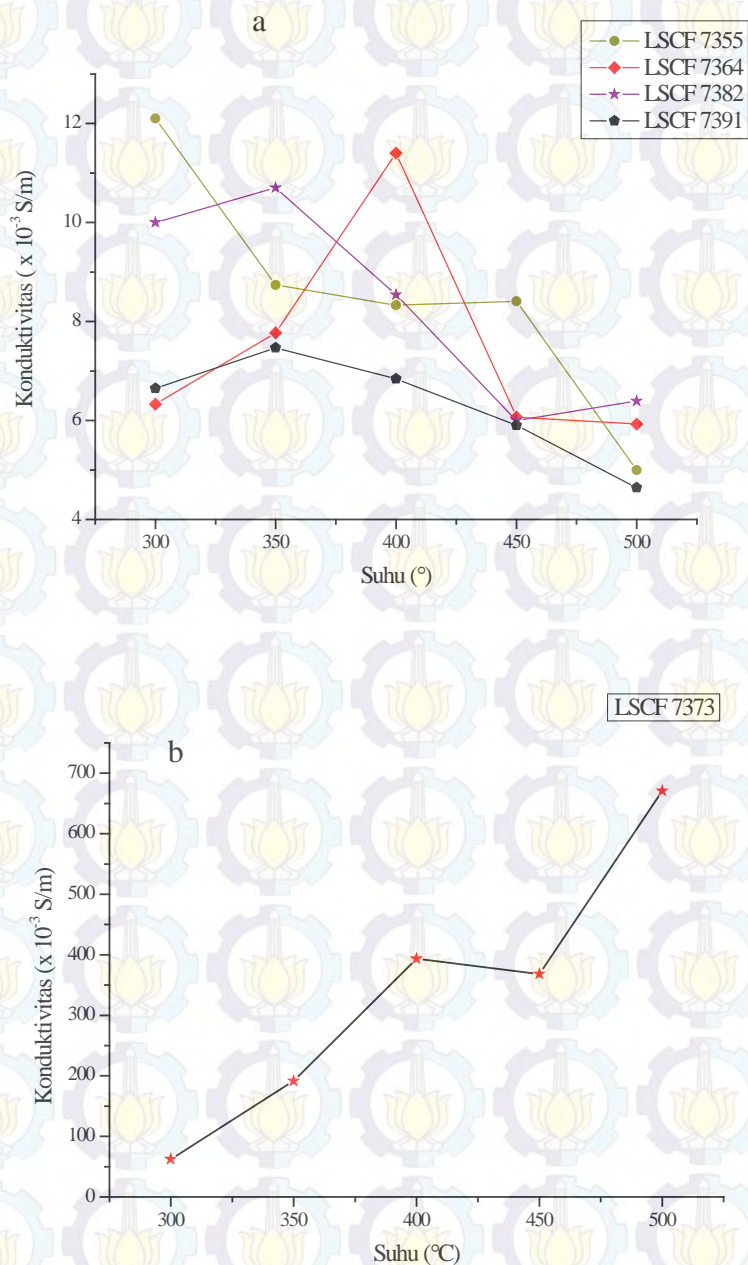 a
LSCF 7355
LSCF 7364
LSCF 7382
LSCF 7391
12
10
8
6
4
Konduktivitas ( x 10⁻³ S/m)
300 350 400 450 500
Suhu (°)
LSCF 7373
b
700
600
500
400
300
200
100
0
Konduktivitas (x 10⁻³ S/m)
300 350 400 450 500
Suhu (°C)